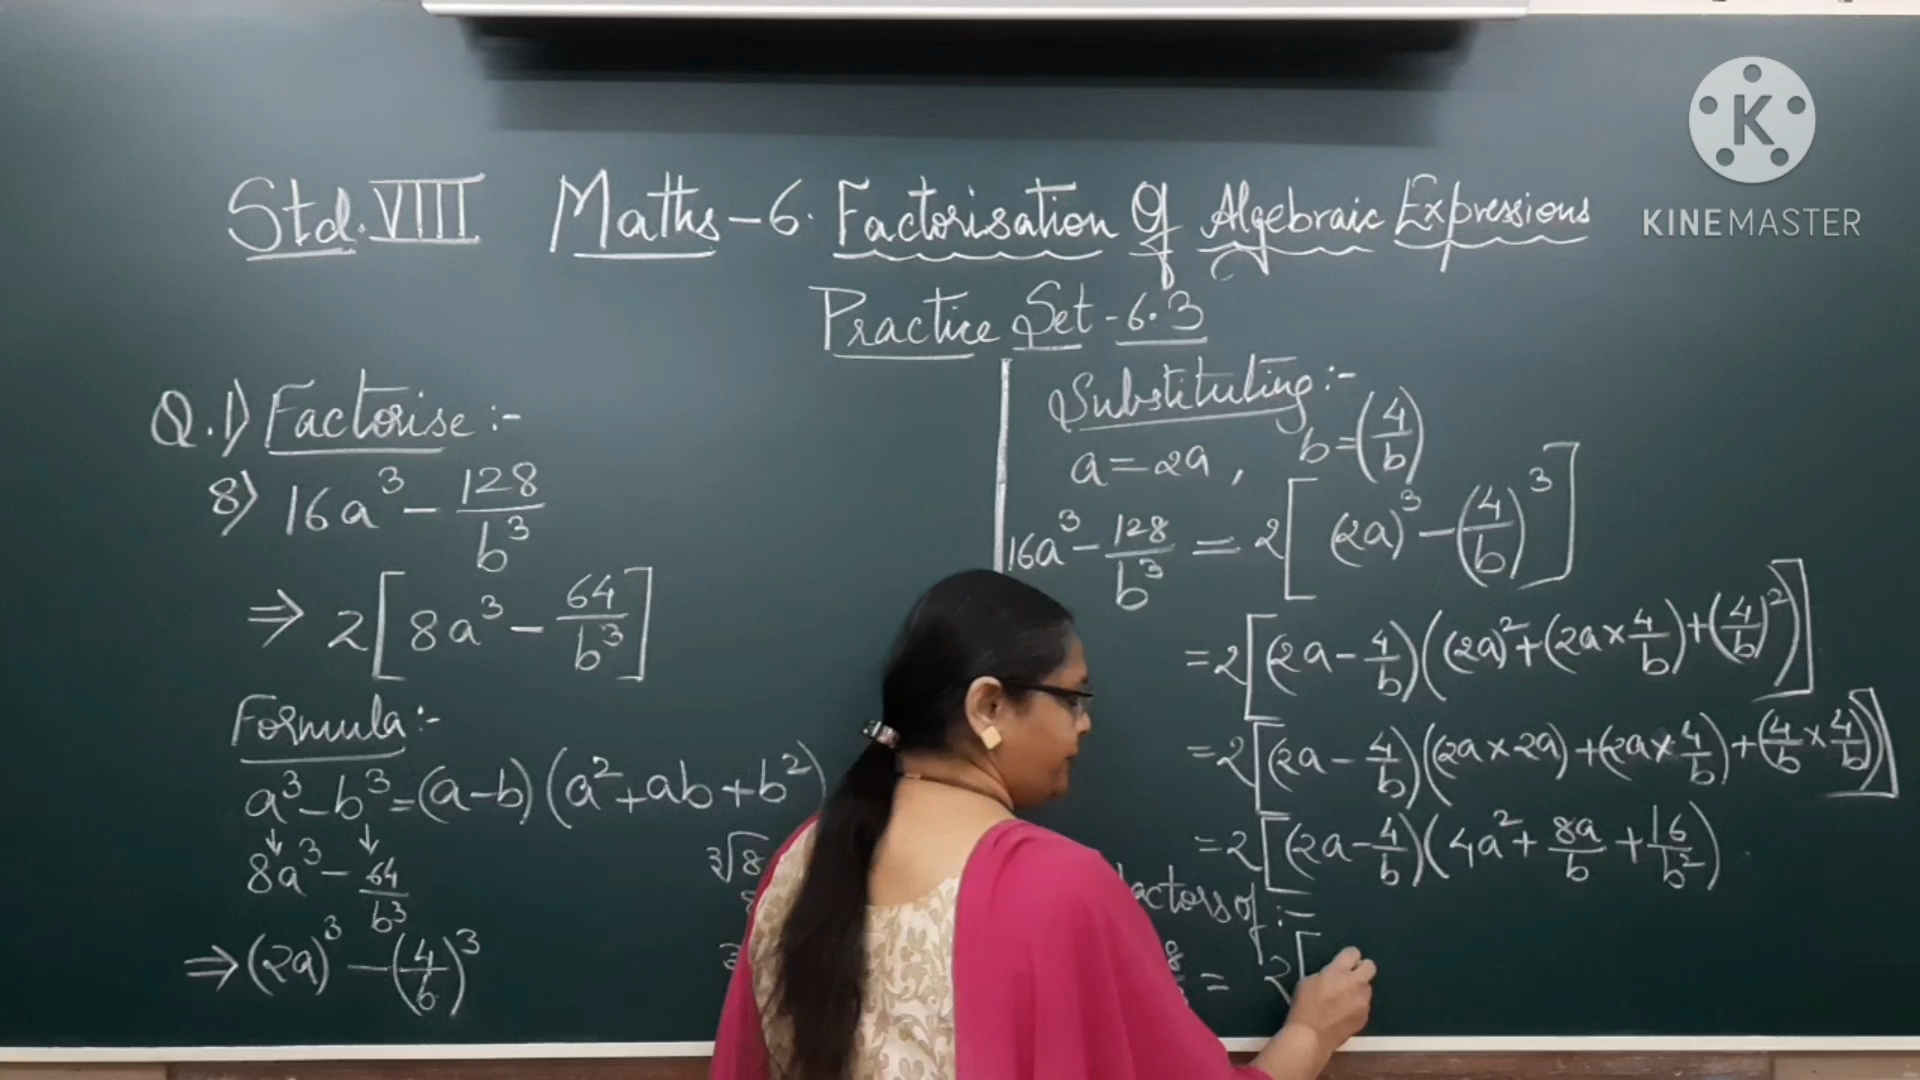 KINEMASTER
Std. VIII Maths - 6. Factorisation Of Algebraic Expressions
Practice Set - 6.3
Q.1) Factorise :-
8) 16a³ - 128/b³
⇒ 2[8a³ - 64/b³]
Formula :-
a³ - b³ = (a-b)(a² + ab + b²)
↓ ↓
8a³ - 64/b³
⇒ (2a)³ - (4/b)³
∛8
Substituting :-
a = 2a, b = (4/b)
16a³ - 128/b³ = 2[(2a)³ - (4/b)³]
= 2[(2a - 4/b)((2a)² + (2a × 4/b) + (4/b)²)]
= 2[(2a - 4/b)(2a × 2a) + (2a × 4/b) + (4/b × 4/b))]
= 2[(2a - 4/b)(4a² + 8a/b + 16/b²)
of :-
= 2[